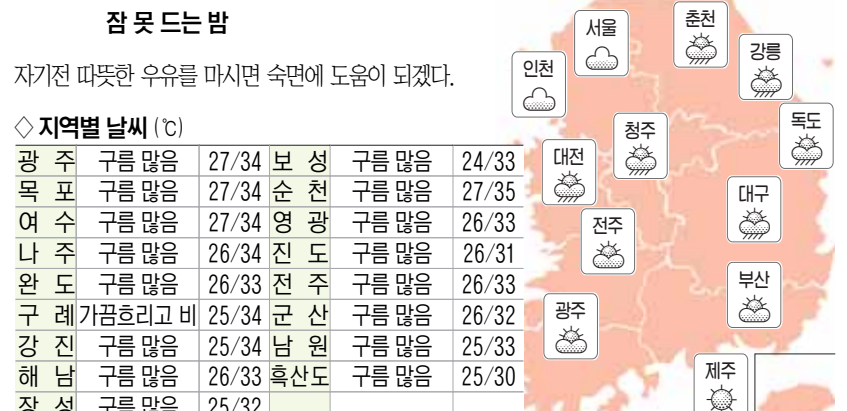 잠 못 드는 밤
자기전 따뜻한 우유를 마시면 숙면에 도움이 되겠다.
◇ 지역별 날씨 (℃)
광 주 구름 많음 27/34 보 성 구름 많음 24/33
목 포 구름 많음 27/34 순 천 구름 많음 27/35
여 수 구름 많음 27/34 영 광 구름 많음 26/33
나 주 구름 많음 26/34 진 도 구름 많음 26/31
완 도 구름 많음 26/33 전 주 구름 많음 26/33
구 례 가끔흐리고 비 25/34 군 산 구름 많음 26/32
강 진 구름 많음 25/34 남 원 구름 많음 25/33
해 남 구름 많음 26/33 흑산도 구름 많음 25/30
장 성 구름 많음 25/32
서울
춘천
인천
강릉
청주
독도
대전
대구
전주
부산
광주
제주